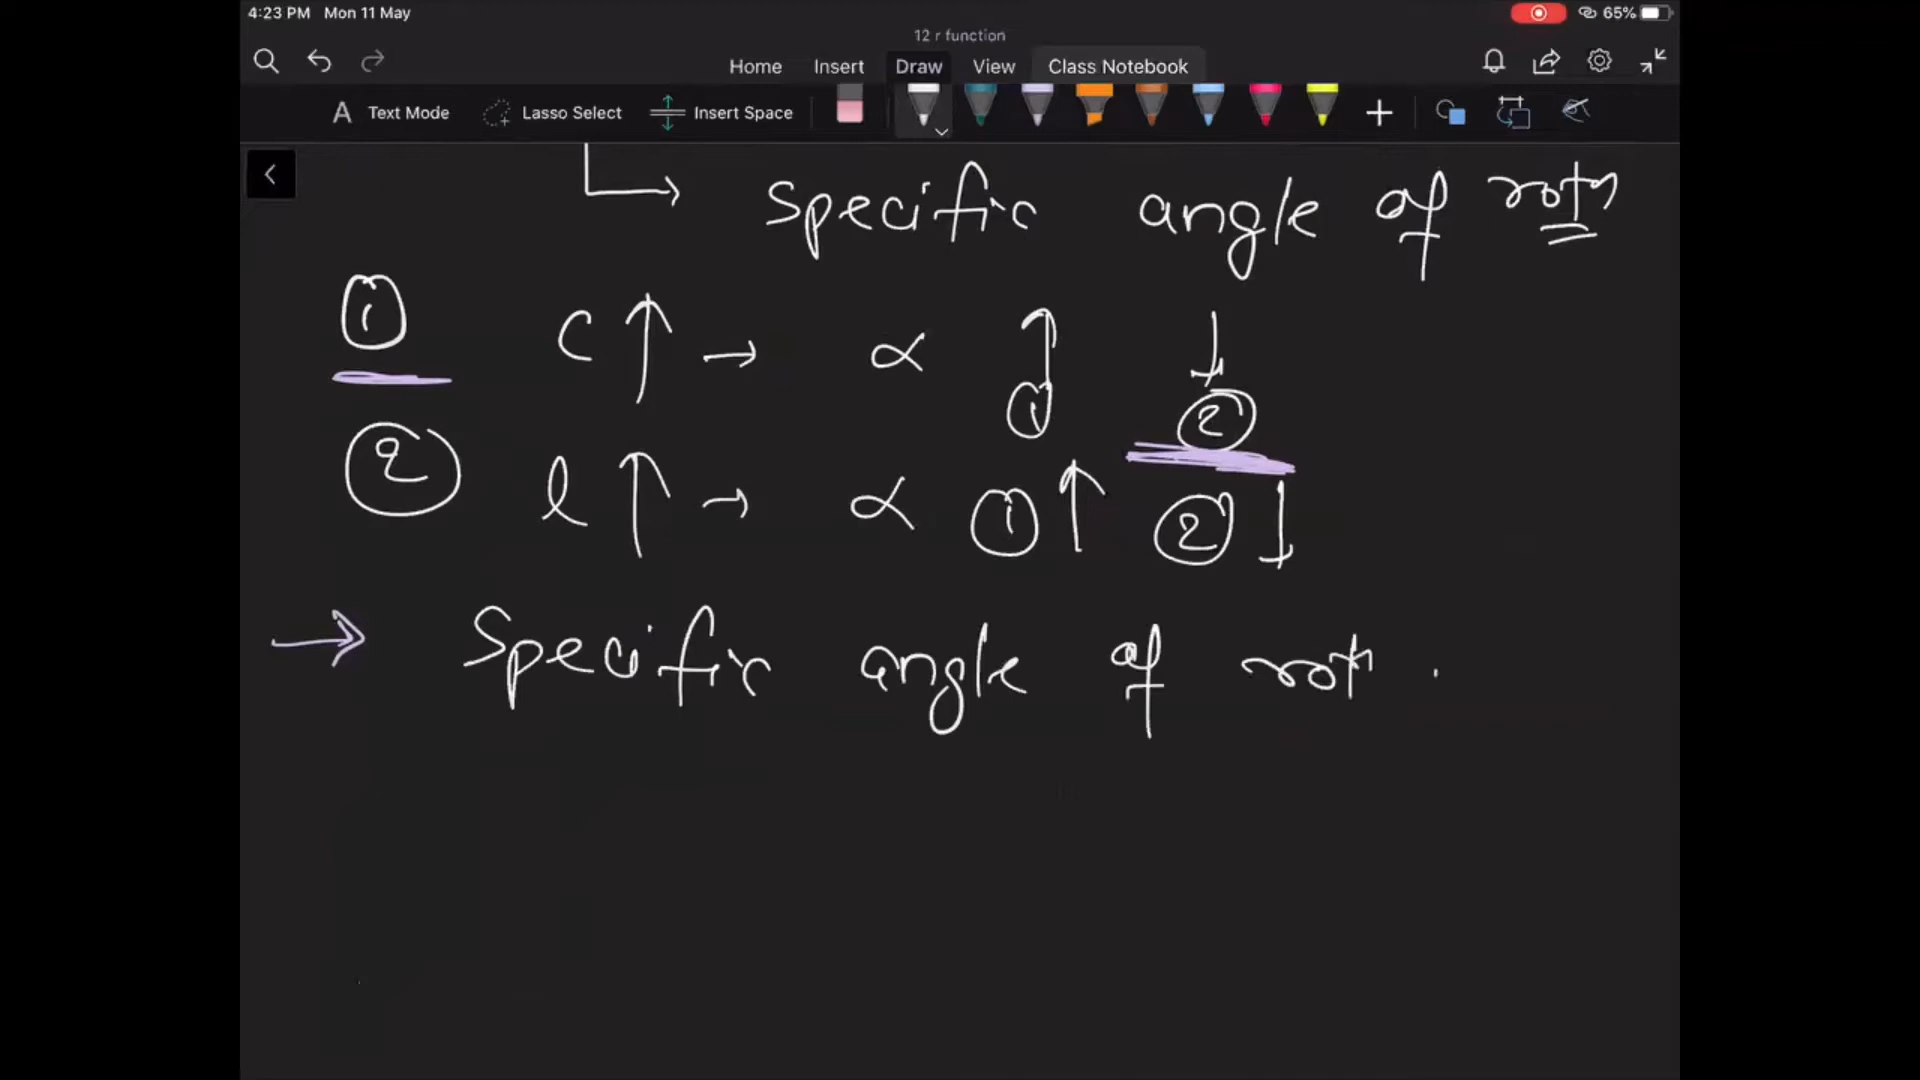 4:23 PM Mon 11 May 65%
12 r function
Home Insert Draw View Class Notebook
A Text Mode Lasso Select Insert Space
specific angle of rotn
① C ↑ → α ↑ ① ↓ ②
② l ↑ → α ① ↑ ② ↓
→ Specific angle of rotn .